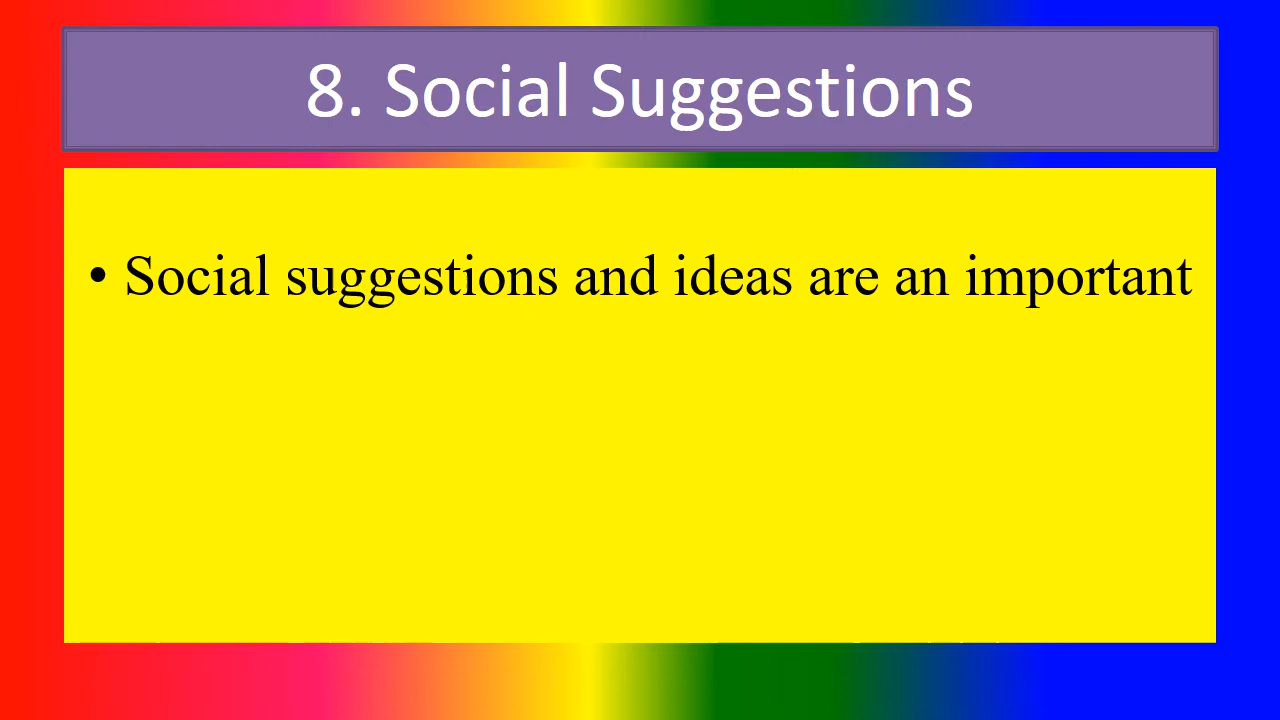 8. Social Suggestions
• Social suggestions and ideas are an important